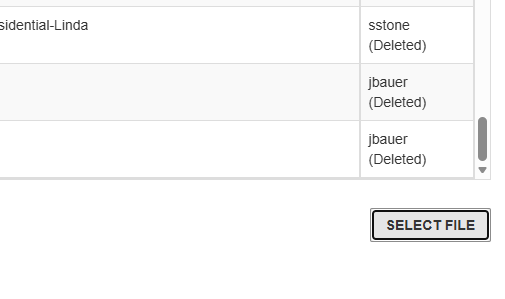 sidential-Linda
sstone
(Deleted)
jbauer
(Deleted)
jbauer
(Deleted)
SELECT FILE